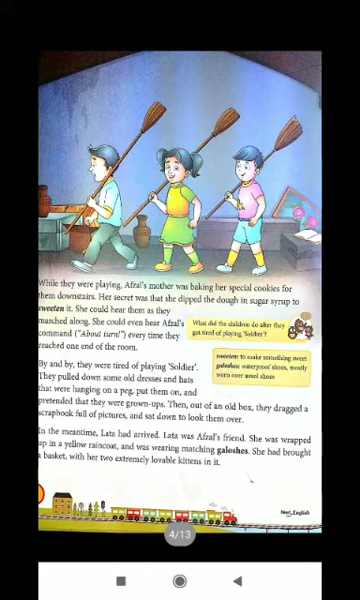 While they were playing, Afzal's mother was baking her special cookies for
them downstairs. Her secret was that she dipped the dough in sugar syrup to
sweeten it. She could hear them as they
marched along. She could even hear Afzal's
command ("About turn!") every time they
reached one end of the room.
What did the children do after they
got tired of playing 'Soldier'?
By and by, they were tired of playing 'Soldier'.
They pulled down some old dresses and hats
that were hanging on a peg, put them on, and
pretended that they were grown-ups. Then, out of an old box, they dragged a
scrapbook full of pictures, and sat down to look them over.
sweeten: to make something sweet
galoshes: waterproof shoes, mostly
worn over usual shoes
In the meantime, Lata had arrived. Lata was Afzal's friend. She was wrapped
up in a yellow raincoat, and was wearing matching galoshes. She had brought
a basket, with her two extremely lovable kittens in it.
Next English
4/13